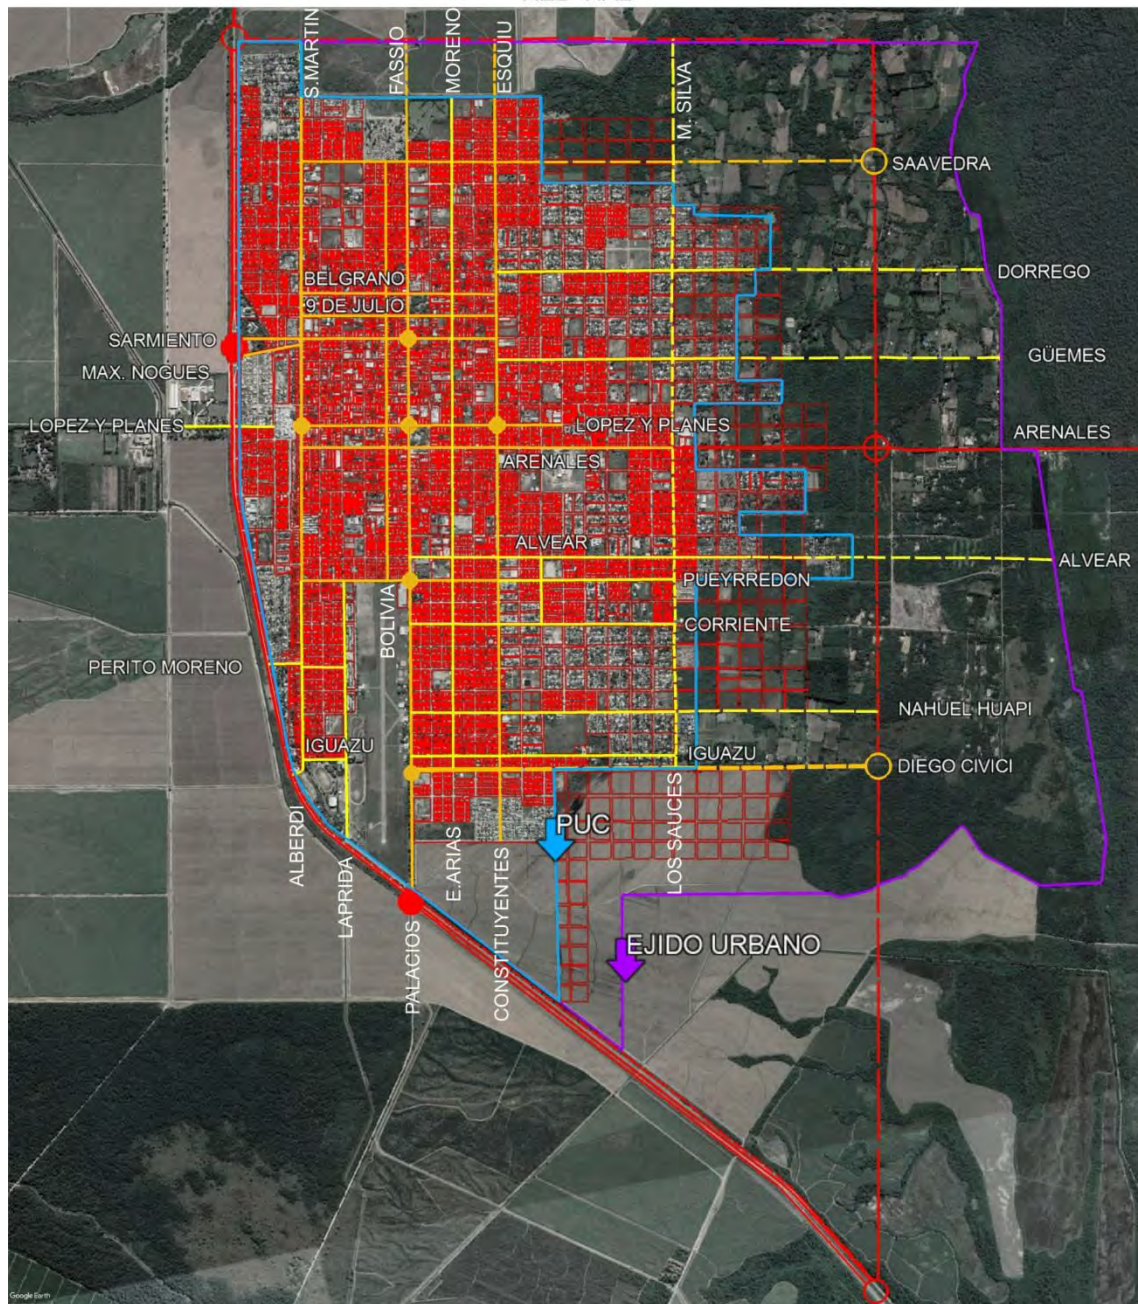 S.MARTIN
FASSIO
MORENO
ESQUIU
M. SILVA
SAAVEDRA
DORREGO
BELGRANO
9 DE JULIO
SARMIENTO
GÜEMES
MAX. NOGUES
LOPEZ Y PLANES
LOPEZ Y PLANES
ARENALES
ARENALES
ALVEAR
ALVEAR
PUEYRREDON
BOLIVIA
CORRIENTE
PERITO MORENO
NAHUEL HUAPI
IGUAZU
IGUAZU
DIEGO CIVICI
ALBERDI
LAPRIDA
E.ARIAS
CONSTITUYENTES
PUC
LOS SAUCES
PALACIOS
EJIDO URBANO
Google Earth